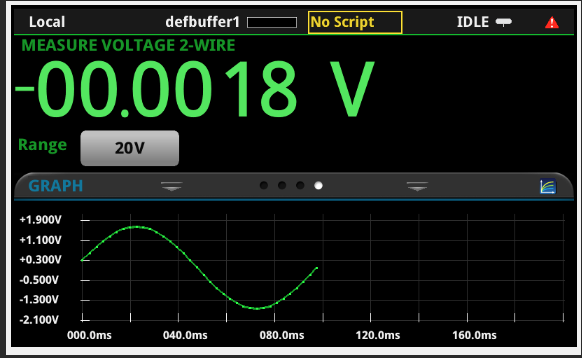 Local defbuffer1 No Script IDLE
MEASURE VOLTAGE 2-WIRE
-00.0018 V
Range 20V
GRAPH
+1.900V
+1.100V
+0.300V
-0.500V
-1.300V
-2.100V
000.0ms 040.0ms 080.0ms 120.0ms 160.0ms